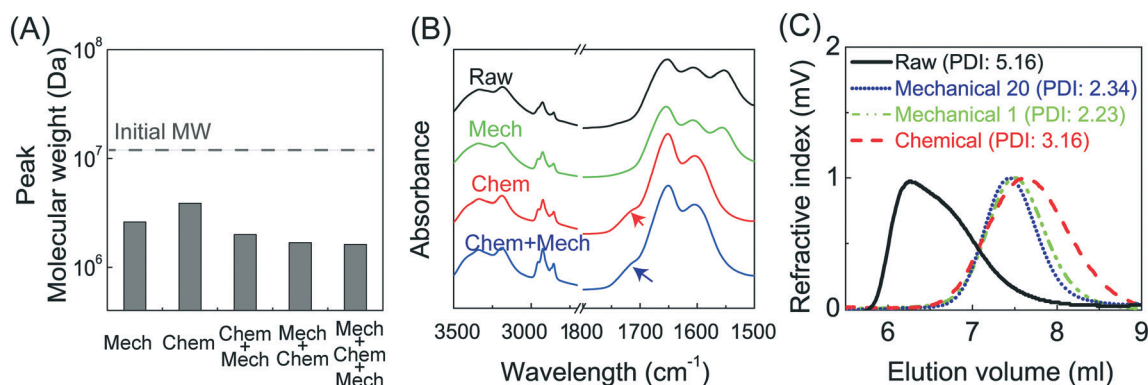 (A)
Peak
Molecular weight (Da)
10^8
10^7
10^6
Initial MW
Mech
Chem
Chem
+
Mech
Mech
+
Chem
Mech
+
Chem
+
Mech
(B)
Absorbance
Raw
Mech
Chem
Chem+Mech
3500 3000 1800 1700 1600 1500
Wavelength (cm^-1)
(C)
Refractive index (mV)
2
1
0
Raw (PDI: 5.16)
Mechanical 20 (PDI: 2.34)
Mechanical 1 (PDI: 2.23)
Chemical (PDI: 3.16)
6 7 8 9
Elution volume (ml)